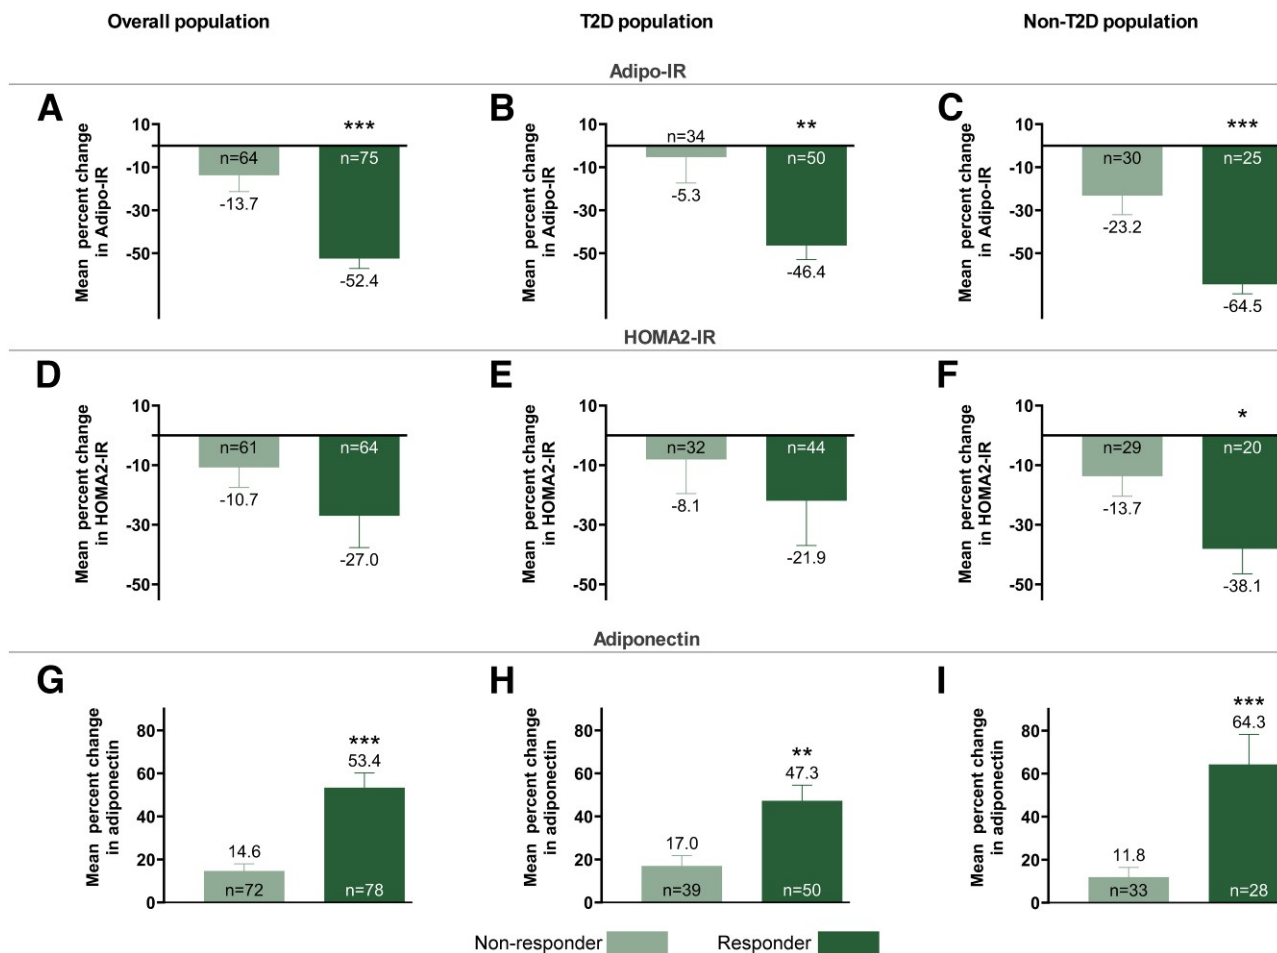 Overall population
T2D population
Non-T2D population
Adipo-IR
A
Mean percent change
in Adipo-IR
10
-10
-30
-50
n=64
-13.7
***
n=75
-52.4
B
Mean percent change
in Adipo-IR
10
-10
-30
-50
n=34
-5.3
**
n=50
-46.4
C
Mean percent change
in Adipo-IR
10
-10
-30
-50
n=30
-23.2
***
n=25
-64.5
HOMA2-IR
D
Mean percent change
in HOMA2-IR
10
-10
-30
-50
n=61
-10.7
n=64
-27.0
E
Mean percent change
in HOMA2-IR
10
-10
-30
-50
n=32
-8.1
n=44
-21.9
F
Mean percent change
in HOMA2-IR
10
-10
-30
-50
n=29
-13.7
*
n=20
-38.1
Adiponectin
G
Mean percent change
in adiponectin
80
60
40
20
0
14.6
n=72
***
53.4
n=78
H
Mean percent change
in adiponectin
80
60
40
20
0
17.0
n=39
**
47.3
n=50
I
Mean percent change
in adiponectin
80
60
40
20
0
11.8
n=33
***
64.3
n=28
Non-responder
Responder